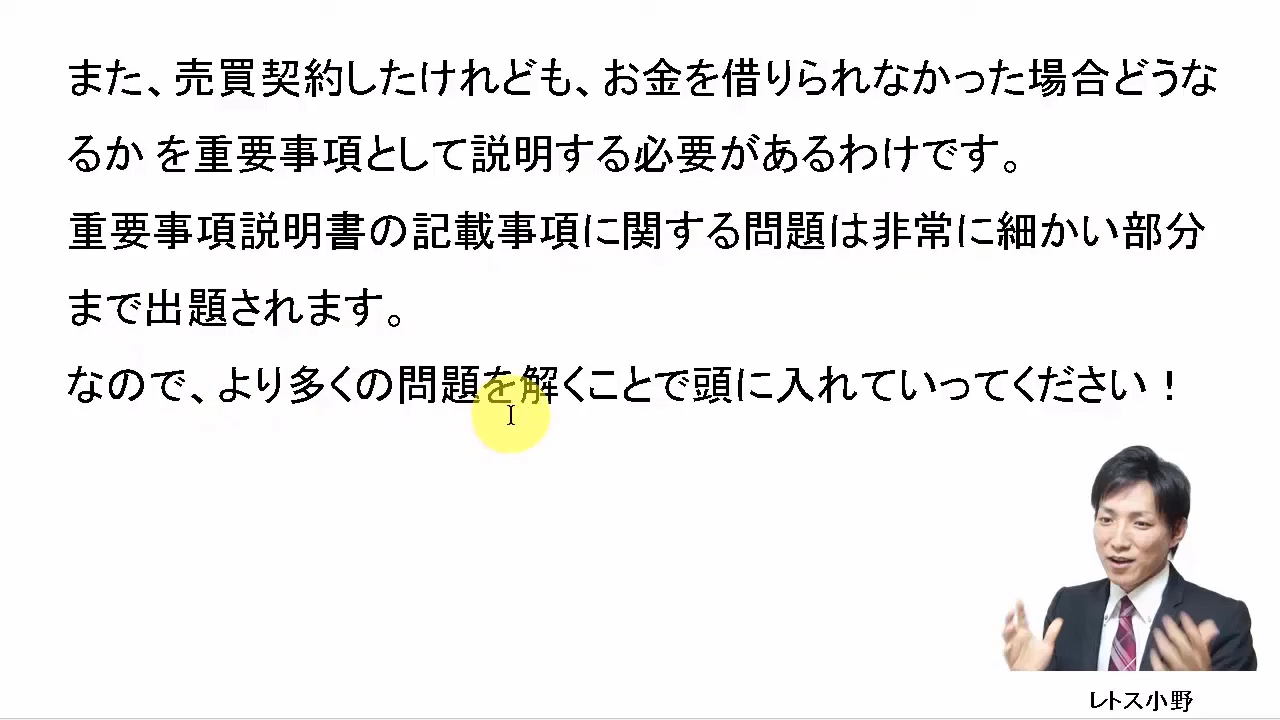 また、売買契約したけれども、お金を借りられなかった場合どうな
るか を重要事項として説明する必要があるわけです。
重要事項説明書の記載事項に関する問題は非常に細かい部分
まで出題されます。
なので、より多くの問題を解くことで頭に入れていってください！
レトス小野